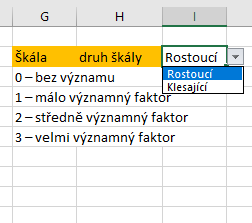 G H I
Škála druh škály Rostoucí
0 – bez významu Rostoucí
1 – málo významný faktor Klesající
2 – středně významný faktor
3 – velmi významný faktor